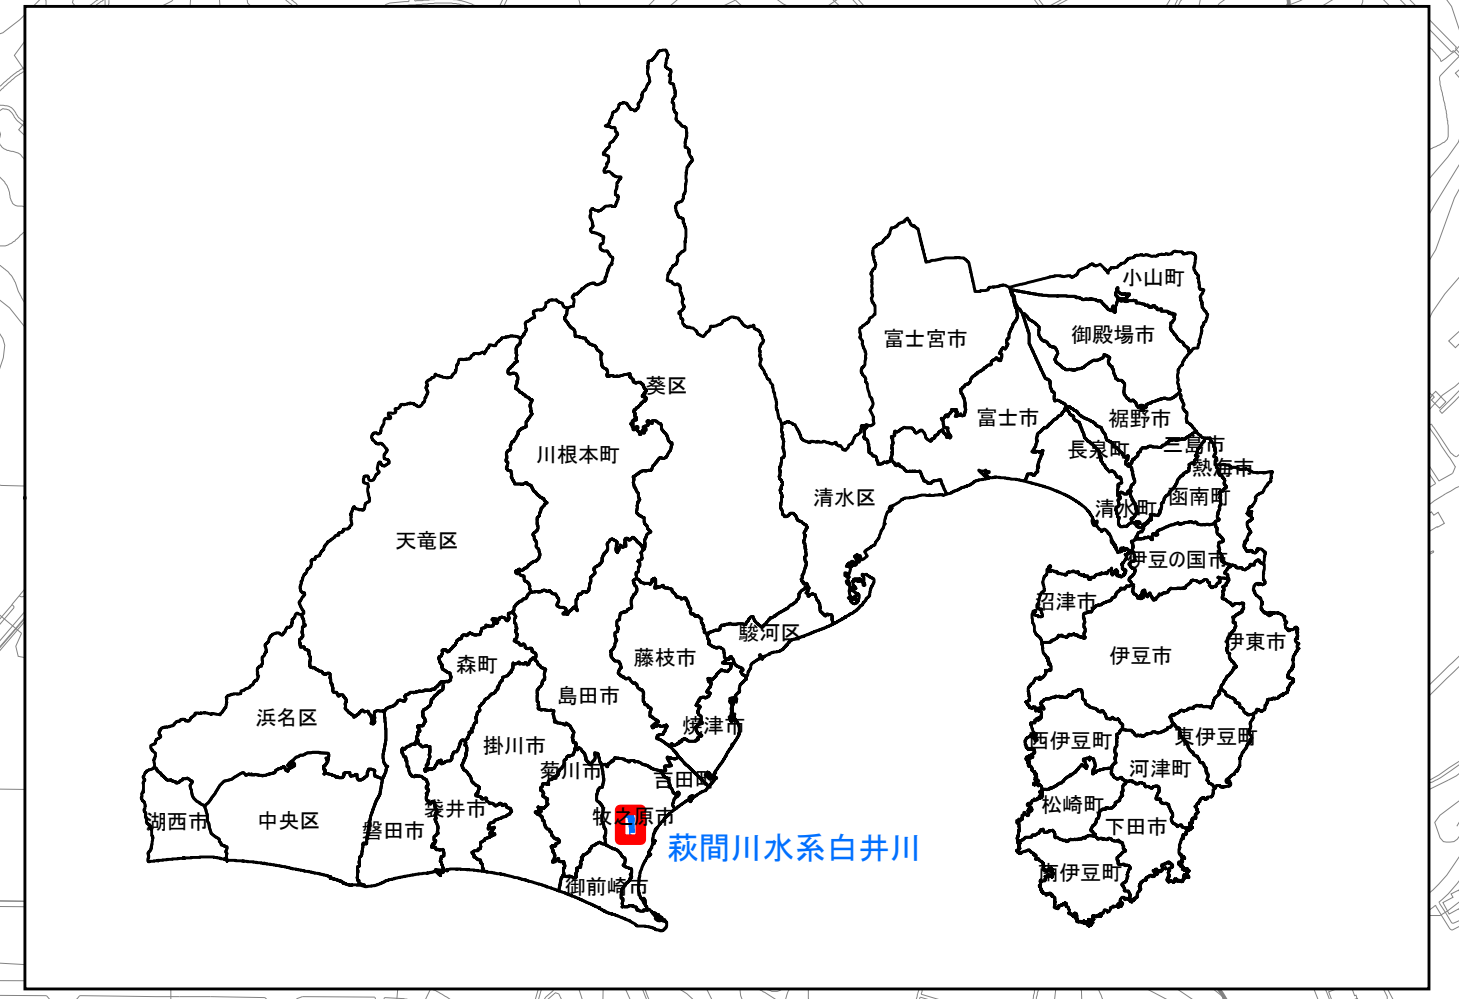 小山町
御殿場市
富士宮市
葵区
裾野市
富士市
三島市
長泉町
川根本町
熱海市
函南町
清水区
清水町
天竜区
伊豆の国市
沼津市
駿河区
伊東市
伊豆市
藤枝市
森町
島田市
浜名区
焼津市
東伊豆町
西伊豆町
掛川市
河津町
菊川市
吉田町
松崎町
袋井市
牧之原市
湖西市
中央区
下田市
磐田市
萩間川水系白井川
南伊豆町
御前崎市